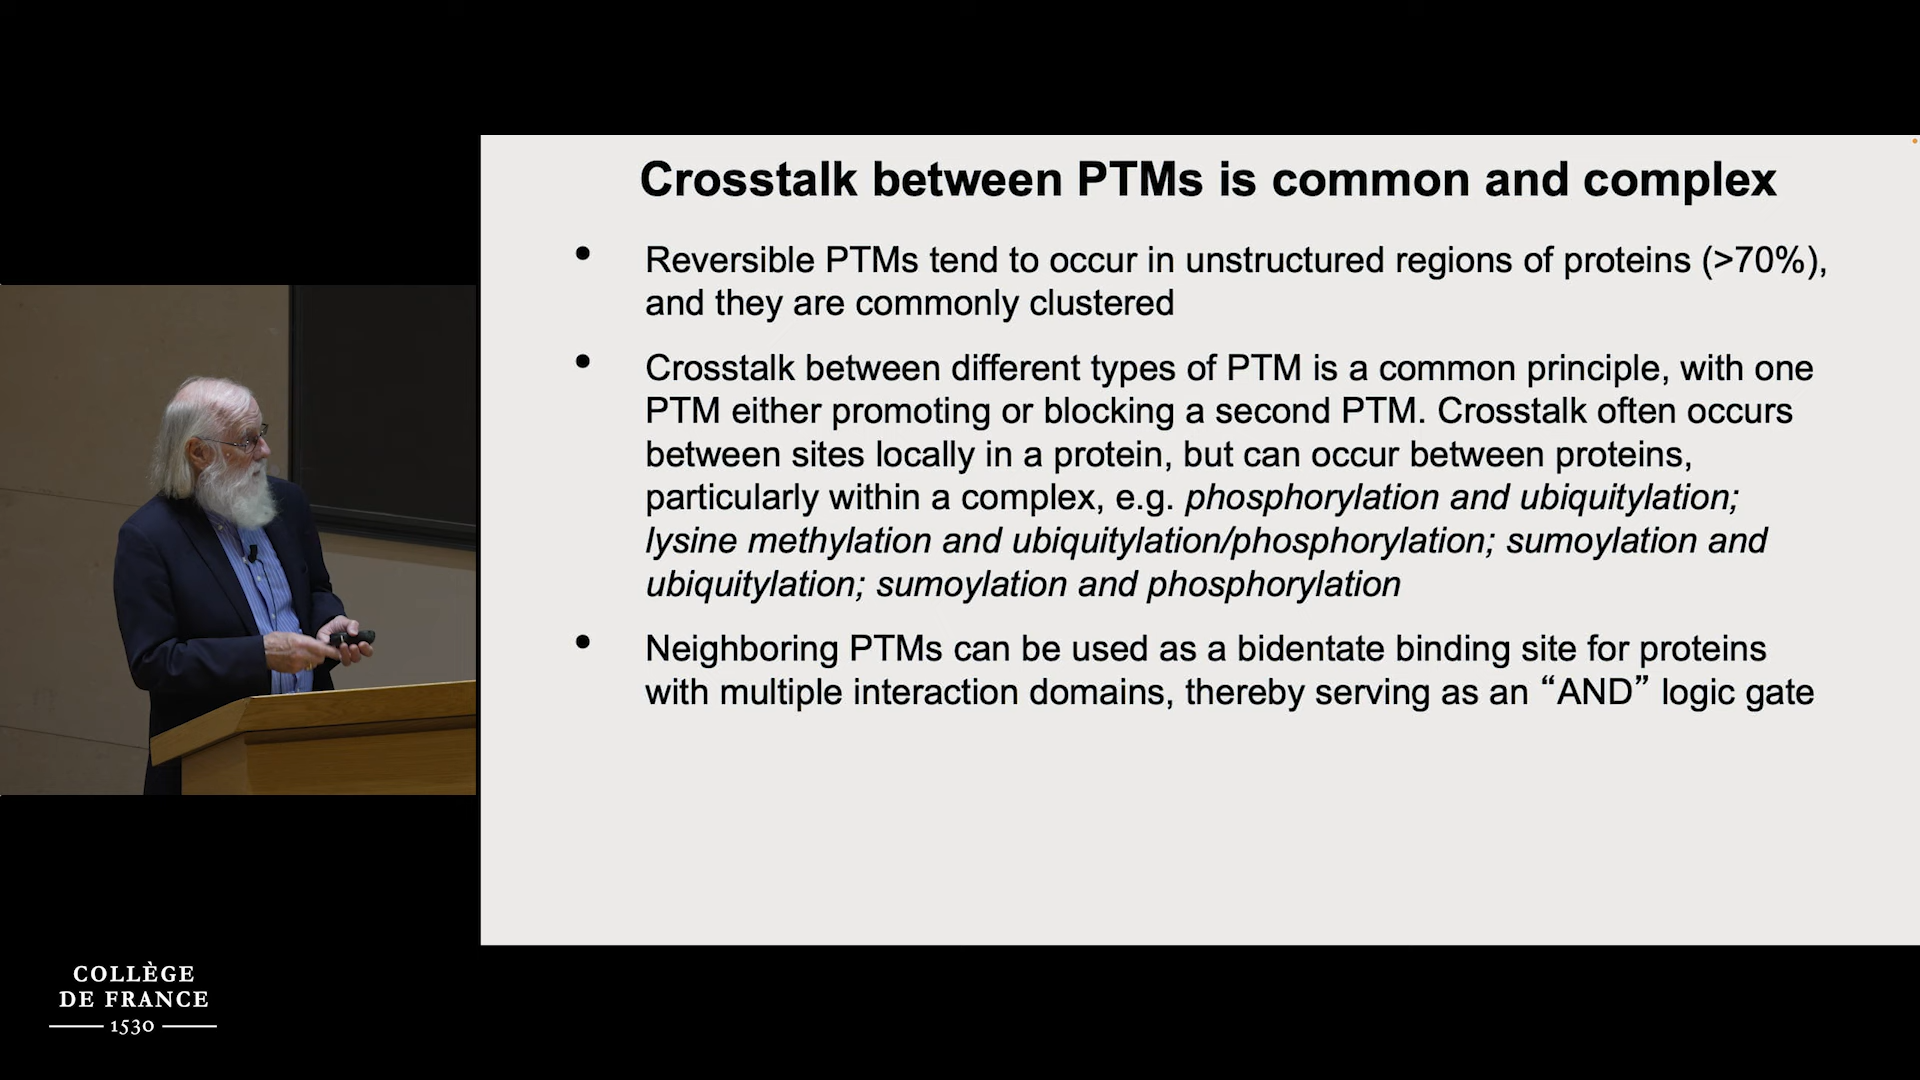 Crosstalk between PTMs is common and complex
• Reversible PTMs tend to occur in unstructured regions of proteins (>70%),
and they are commonly clustered
• Crosstalk between different types of PTM is a common principle, with one
PTM either promoting or blocking a second PTM. Crosstalk often occurs
between sites locally in a protein, but can occur between proteins,
particularly within a complex, e.g. phosphorylation and ubiquitylation;
lysine methylation and ubiquitylation/phosphorylation; sumoylation and
ubiquitylation; sumoylation and phosphorylation
• Neighboring PTMs can be used as a bidentate binding site for proteins
with multiple interaction domains, thereby serving as an “AND” logic gate
COLLÈGE
DE FRANCE
1530